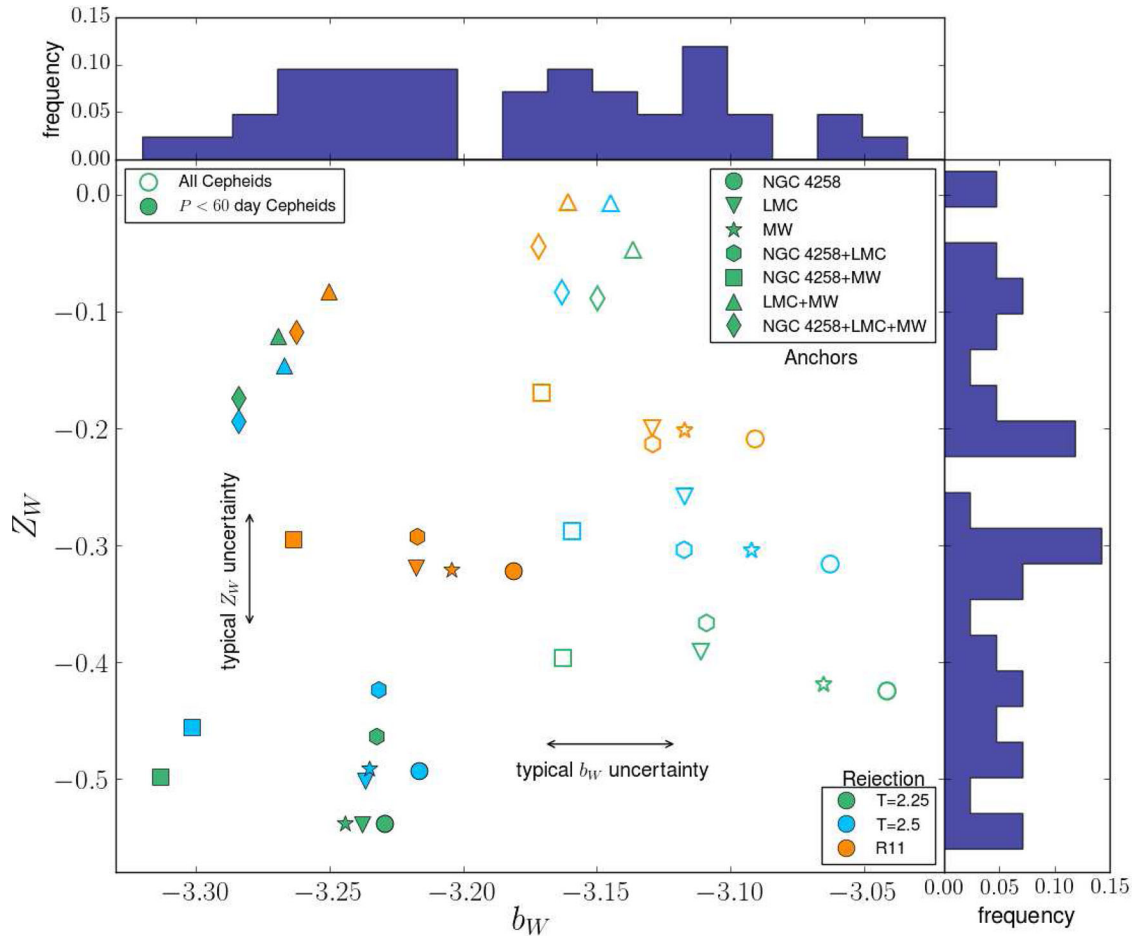 0.15
0.10
0.05
0.00
frequency
All Cepheids
P < 60 day Cepheids
NGC 4258
LMC
MW
NGC 4258+LMC
NGC 4258+MW
LMC+MW
NGC 4258+LMC+MW
Anchors
0.0
−0.1
−0.2
−0.3
−0.4
−0.5
Z_W
typical Z_W uncertainty
typical b_W uncertainty
Rejection
T=2.25
T=2.5
R11
−3.30
−3.25
−3.20
−3.15
−3.10
−3.05
b_W
0.00
0.05
0.10
0.15
frequency